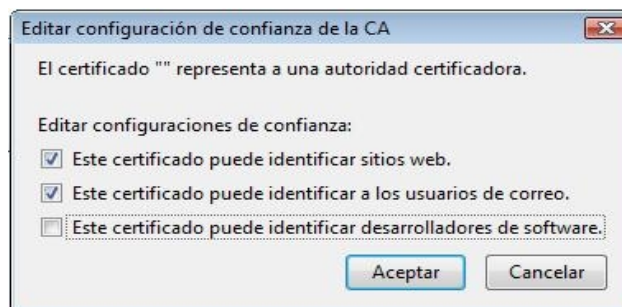 Editar configuración de confianza de la CA
El certificado "" representa a una autoridad certificadora.
Editar configuraciones de confianza:
Este certificado puede identificar sitios web.
Este certificado puede identificar a los usuarios de correo.
Este certificado puede identificar desarrolladores de software.
Aceptar Cancelar